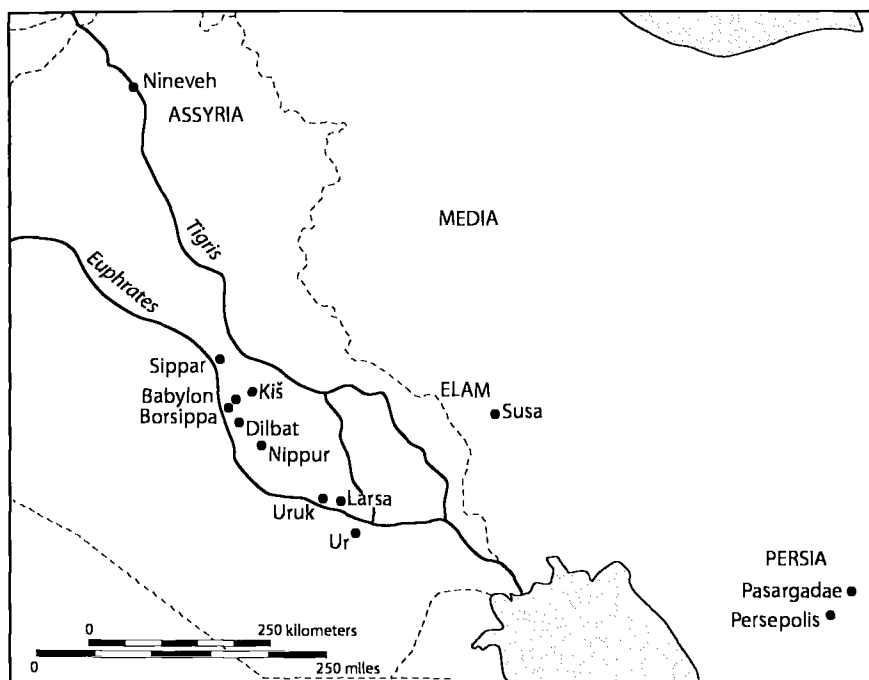 Nineveh
ASSYRIA
MEDIA
Tigris
Euphrates
Sippar
Kiš
Babylon
Borsippa
ELAM
Susa
Dilbat
Nippur
Uruk
Larsa
Ur
PERSIA
Pasargadae
Persepolis
0 250 kilometers
0 250 miles